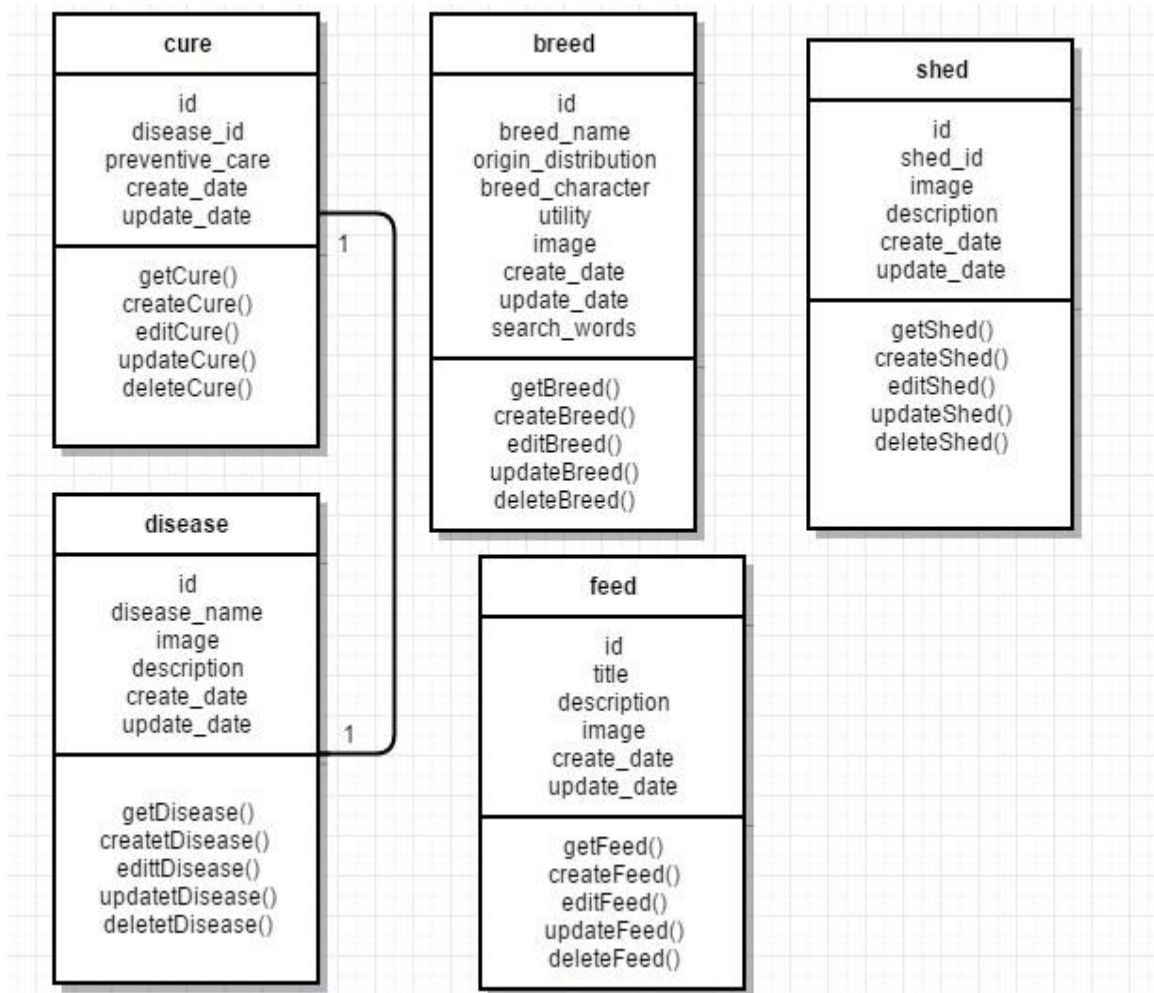 cure
id
disease_id
preventive_care
create_date
update_date
1
getCure()
createCure()
editCure()
updateCure()
deleteCure()
disease
id
disease_name
image
description
create_date
update_date
1
getDisease()
createtDisease()
edittDisease()
updatetDisease()
deletetDisease()
breed
id
breed_name
origin_distribution
breed_character
utility
image
create_date
update_date
search_words
getBreed()
createBreed()
editBreed()
updateBreed()
deleteBreed()
feed
id
title
description
image
create_date
update_date
getFeed()
createFeed()
editFeed()
updateFeed()
deleteFeed()
shed
id
shed_id
image
description
create_date
update_date
getShed()
createShed()
editShed()
updateShed()
deleteShed()